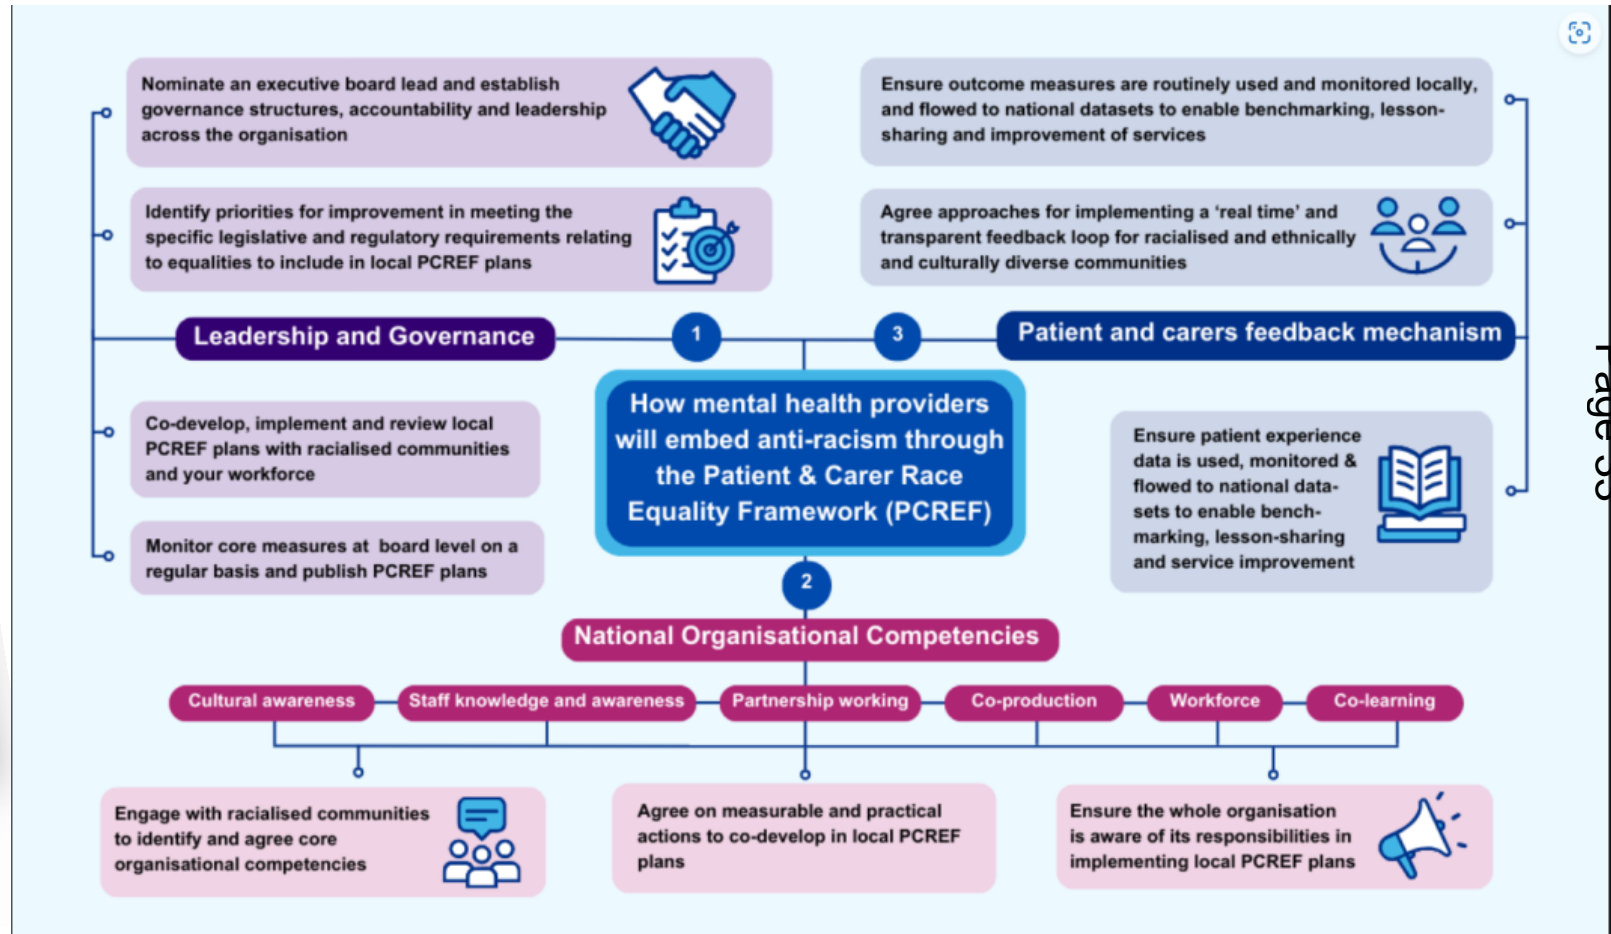 Nominate an executive board lead and establish
governance structures, accountability and leadership
across the organisation
Identify priorities for improvement in meeting the
specific legislative and regulatory requirements relating
to equalities to include in local PCREF plans
Leadership and Governance
1
Co-develop, implement and review local
PCREF plans with racialised communities
and your workforce
Monitor core measures at  board level on a
regular basis and publish PCREF plans
How mental health providers
will embed anti-racism through
the Patient & Carer Race
Equality Framework (PCREF)
Ensure outcome measures are routinely used and monitored locally,
and flowed to national datasets to enable benchmarking, lesson-
sharing and improvement of services
Agree approaches for implementing a ‘real time’ and
transparent feedback loop for racialised and ethnically
and culturally diverse communities
3
Patient and carers feedback mechanism
Ensure patient experience
data is used, monitored &
flowed to national data-
sets to enable bench-
marking, lesson-sharing
and service improvement
2
National Organisational Competencies
Cultural awareness
Staff knowledge and awareness
Partnership working
Co-production
Workforce
Co-learning
Engage with racialised communities
to identify and agree core
organisational competencies
Agree on measurable and practical
actions to co-develop in local PCREF
plans
Ensure the whole organisation
is aware of its responsibilities in
implementing local PCREF plans
Page